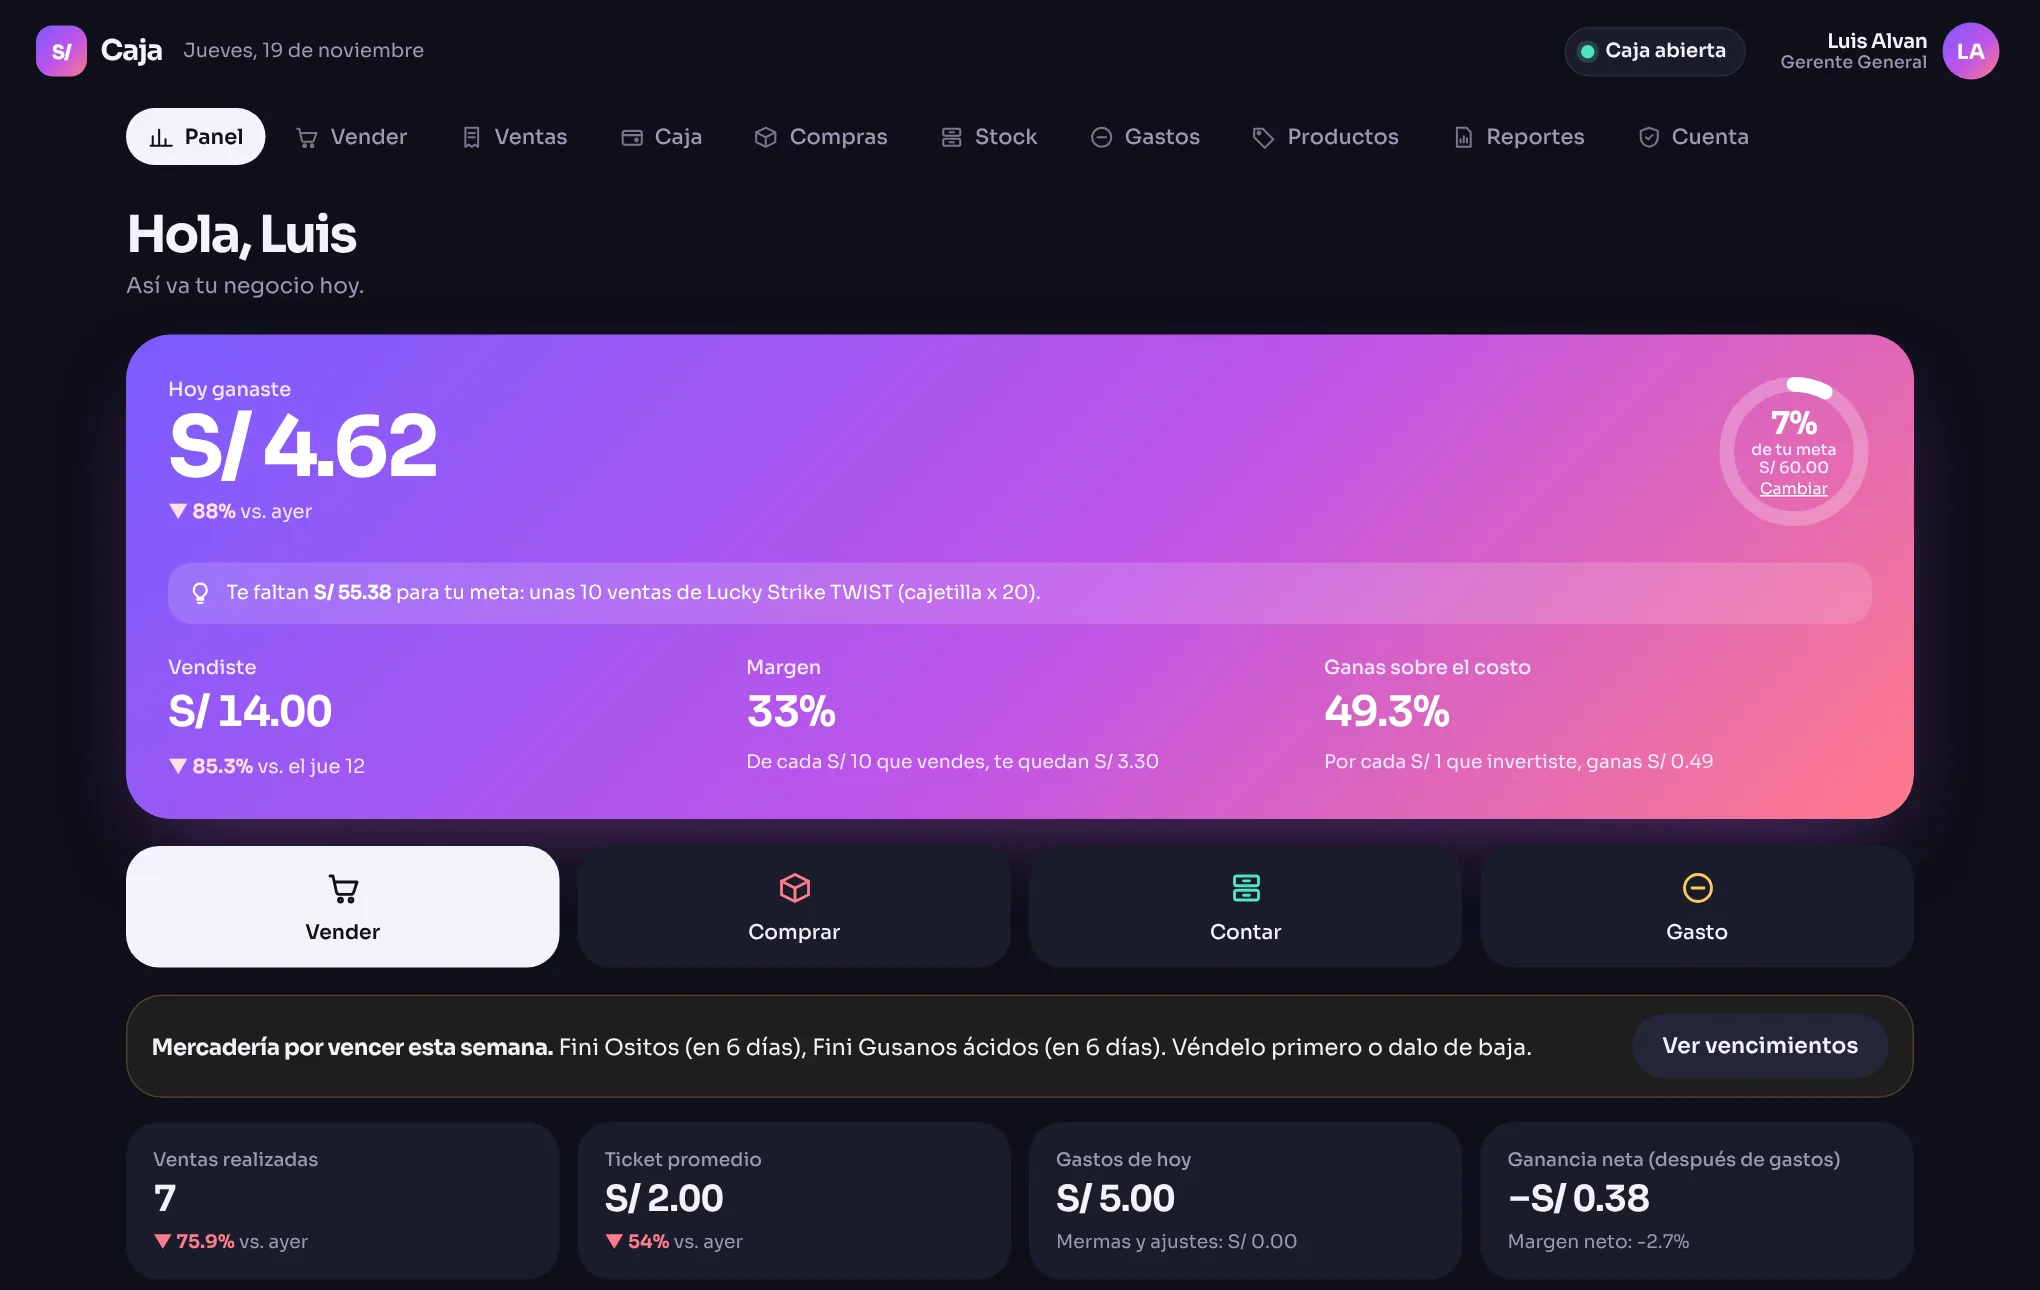 S/ Caja Jueves, 19 de noviembre
Caja abierta
Luis Alvan
Gerente General
LA
Panel Vender Ventas Caja Compras Stock Gastos Productos Reportes Cuenta
Hola, Luis
Así va tu negocio hoy.
Hoy ganaste
S/ 4.62
▼ 88% vs. ayer
7%
de tu meta
S/ 60.00
Cambiar
Te faltan S/ 55.38 para tu meta: unas 10 ventas de Lucky Strike TWIST (cajetilla x 20).
Vendiste
S/ 14.00
▼ 85.3% vs. el jue 12
Margen
33%
De cada S/ 10 que vendes, te quedan S/ 3.30
Ganas sobre el costo
49.3%
Por cada S/ 1 que invertiste, ganas S/ 0.49
Vender
Comprar
Contar
Gasto
Mercadería por vencer esta semana. Fini Ositos (en 6 días), Fini Gusanos ácidos (en 6 días). Véndelo primero o dalo de baja.
Ver vencimientos
Ventas realizadas
7
▼ 75.9% vs. ayer
Ticket promedio
S/ 2.00
▼ 54% vs. ayer
Gastos de hoy
S/ 5.00
Mermas y ajustes: S/ 0.00
Ganancia neta (después de gastos)
−S/ 0.38
Margen neto: -2.7%